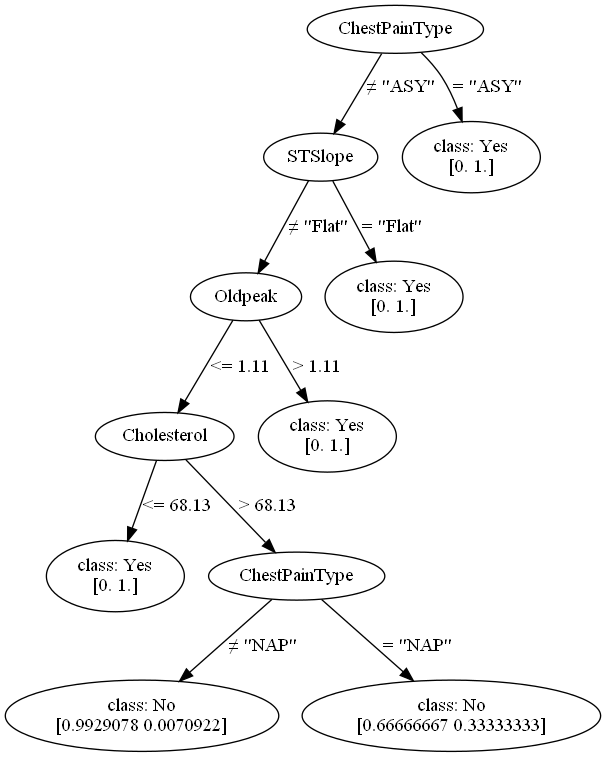 ChestPainType
≠ "ASY"
= "ASY"
STSlope
class: Yes
[0. 1.]
≠ "Flat"
= "Flat"
Oldpeak
class: Yes
[0. 1.]
<= 1.11
> 1.11
Cholesterol
class: Yes
[0. 1.]
<= 68.13
> 68.13
class: Yes
[0. 1.]
ChestPainType
≠ "NAP"
= "NAP"
class: No
[0.9929078 0.0070922]
class: No
[0.66666667 0.33333333]